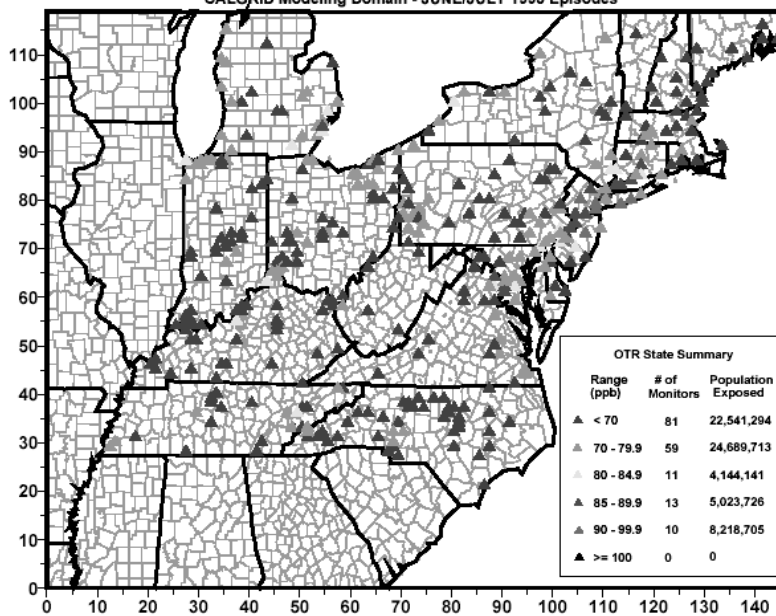 CALGRID Modeling Domain - JUNE/JULY 1995 Episodes
110
100
90
80
70
60
50
40
30
20
10
0
0 10 20 30 40 50 60 70 80 90 100 110 120 130 140
OTR State Summary
Range (ppb) # of Monitors Population Exposed
< 70 81 22,541,294
70 - 79.9 59 24,689,713
80 - 84.9 11 4,144,141
85 - 89.9 13 5,023,726
90 - 99.9 10 8,218,705
>= 100 0 0